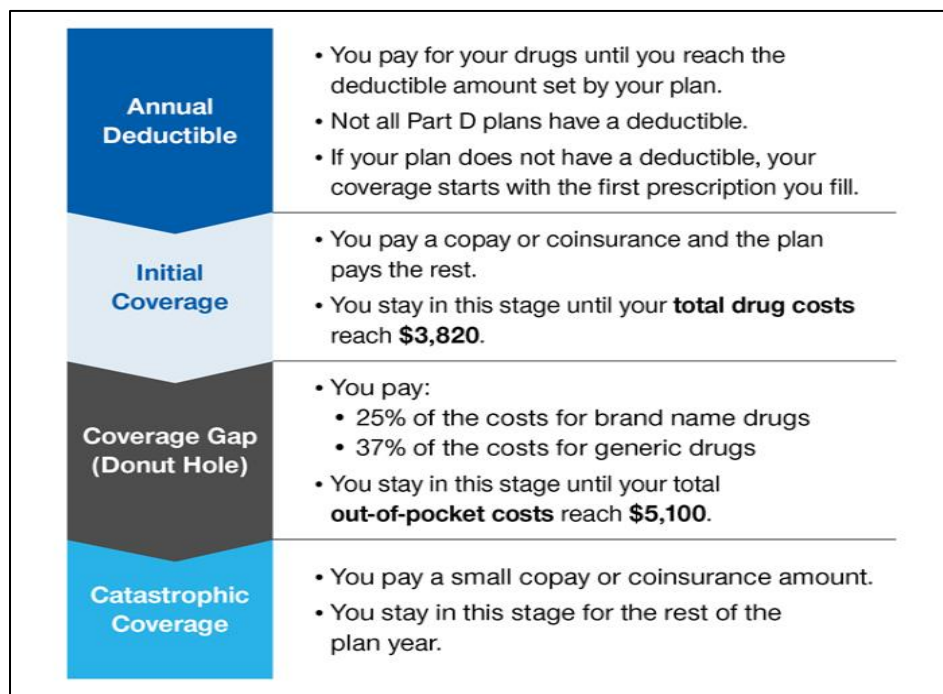 Annual
Deductible
• You pay for your drugs until you reach the
deductible amount set by your plan.
• Not all Part D plans have a deductible.
• If your plan does not have a deductible, your
coverage starts with the first prescription you fill.
Initial
Coverage
• You pay a copay or coinsurance and the plan
pays the rest.
• You stay in this stage until your total drug costs
reach $3,820.
Coverage Gap
(Donut Hole)
• You pay:
• 25% of the costs for brand name drugs
• 37% of the costs for generic drugs
• You stay in this stage until your total
out-of-pocket costs reach $5,100.
Catastrophic
Coverage
• You pay a small copay or coinsurance amount.
• You stay in this stage for the rest of the
plan year.